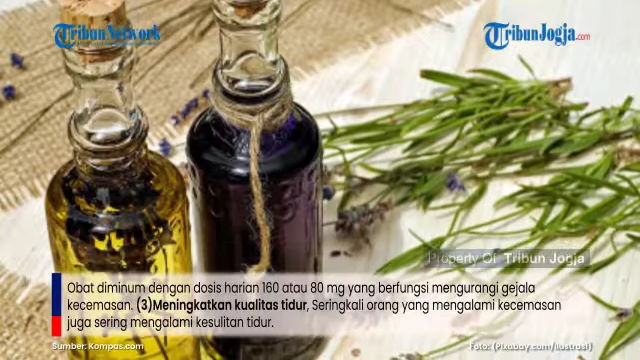 Tribun Network
TribunJogja.com
Property Of Tribun Jogja
Obat diminum dengan dosis harian 160 atau 80 mg yang berfungsi mengurangi gejala
kecemasan. (3)Meningkatkan kualitas tidur, Seringkali orang yang mengalami kecemasan
juga sering mengalami kesulitan tidur.
Sumber: Kompas.com
Foto: (Pixabay.com/Ilustrasi)